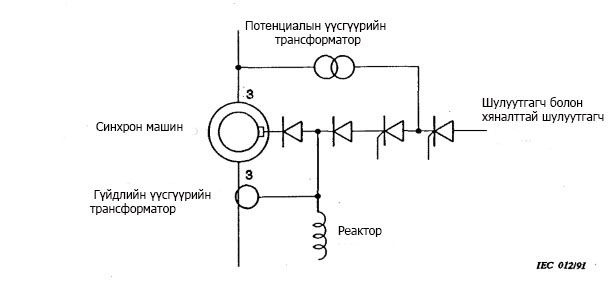 Потенциалын үүсгүүрийн
трансформатор
3
Шулуутгагч болон
хяналттай шулуутгагч
Синхрон машин
3
Гүйдлийн үүсгүүрийн
трансформатор
Реактор
IEC 012/91